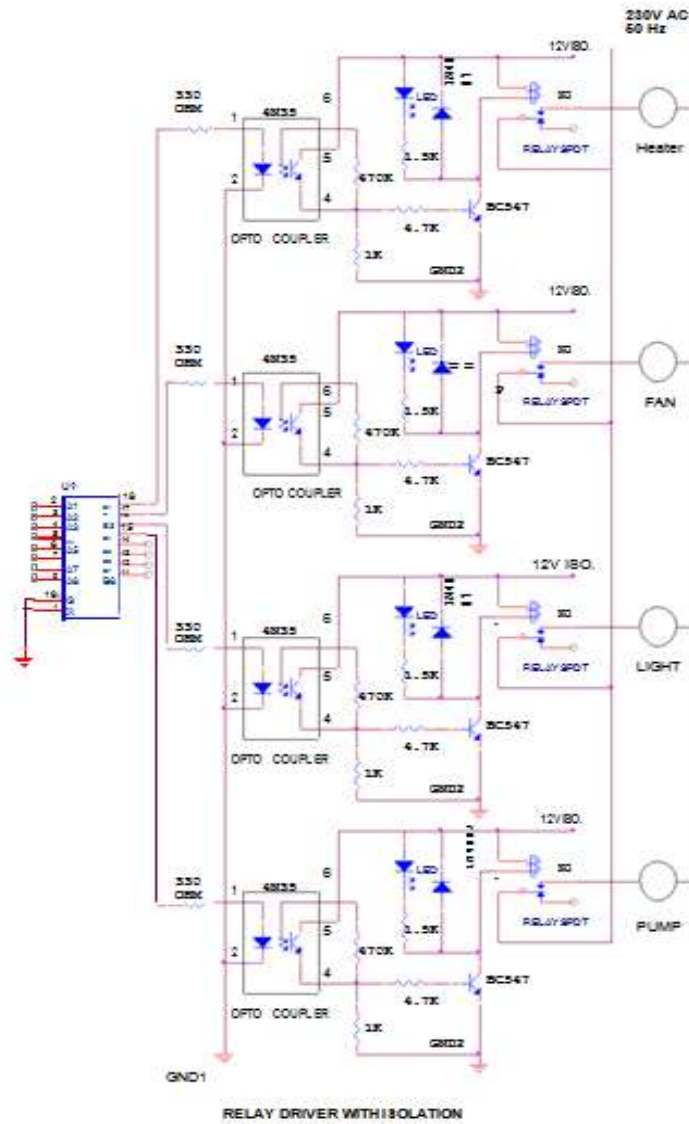 230V AC
50 Hz
12V ISO.
330
OHM
1
4N35
6
5
LED
1.5K
470K
2
4
4.7K
BC547
RELAY SPDT
Heater
OPTO COUPLER
1K
GND2
12V ISO.
330
OHM
1
4N35
6
5
LED
1.5K
470K
2
4
4.7K
BC547
RELAY SPDT
FAN
OPTO COUPLER
1K
GND2
12V ISO.
330
OHM
1
4N35
6
5
LED
1.5K
470K
2
4
4.7K
BC547
RELAY SPDT
LIGHT
OPTO COUPLER
1K
GND2
12V ISO.
330
OHM
1
4N35
6
5
LED
1.5K
470K
2
4
4.7K
BC547
RELAY SPDT
PUMP
OPTO COUPLER
1K
GND2
GND1
RELAY DRIVER WITH ISOLATION